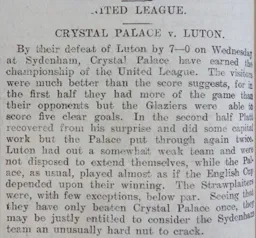 ITED LEAGUE.
CRYSTAL PALACE v. LUTON.
By their defeat of Luton by 7—0 on Wednesday
at Sydenham, Crystal Palace have earned the
championship of the United League. The visitors
were much better than the score suggests, for in
the first half they had more of the game than
their opponents but the Glaziers were able to
score five clear goals. In the second half Platt
recovered from his surprise and did some capital
work but the Palace put through again twice.
Luton had out a somewhat weak team and were
not disposed to extend themselves, while the Pal-
ace, as usual, played almost as if the English Cup
depended upon their winning. The Strawplaiters
were, with few exceptions, below par. Seeing that
they have only beaten Crystal Palace once, they
may be justly entitled to consider the Sydenham
team an unusually hard nut to crack.